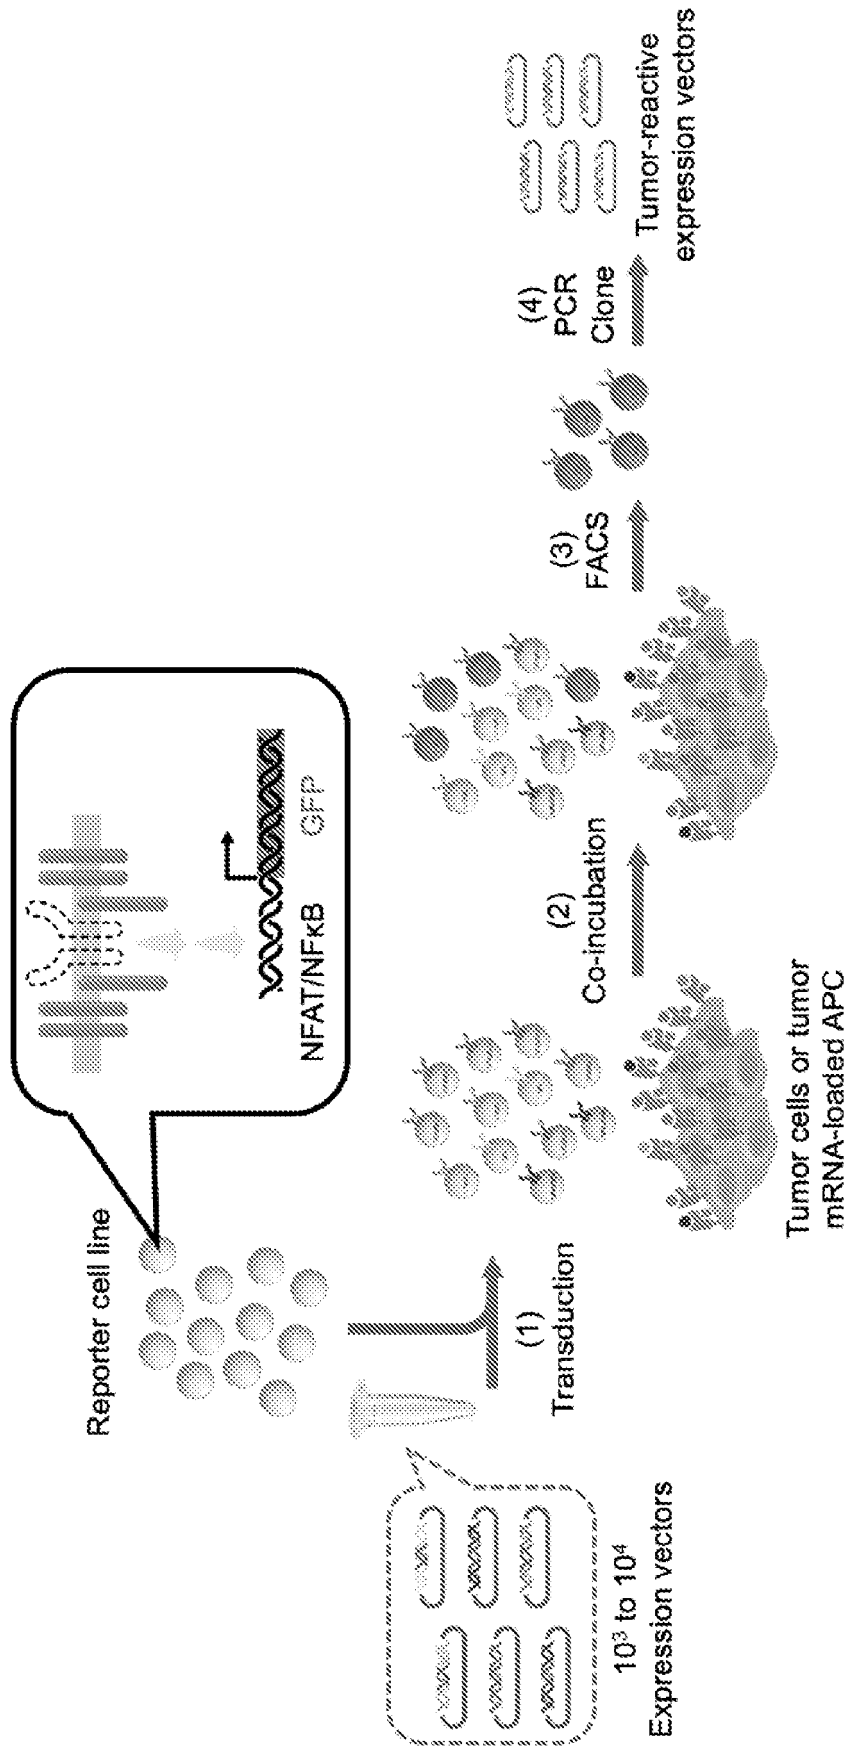 Reporter cell line
NFAT/NFκB
GFP
10³ to 10⁴
Expression vectors
(1)
Transduction
Tumor cells or tumor
mRNA-loaded APC
(2)
Co-incubation
(3)
FACS
(4)
PCR
Clone
Tumor-reactive
expression vectors